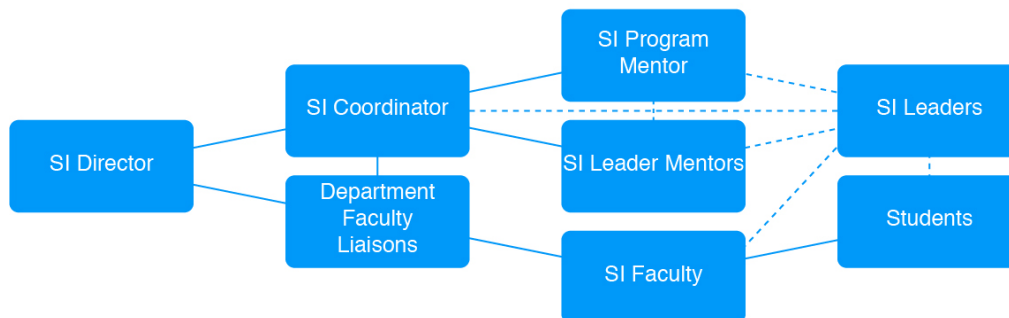 SI Program
Mentor
SI Coordinator
SI Leaders
SI Director
SI Leader Mentors
Department
Faculty
Liaisons
Students
SI Faculty